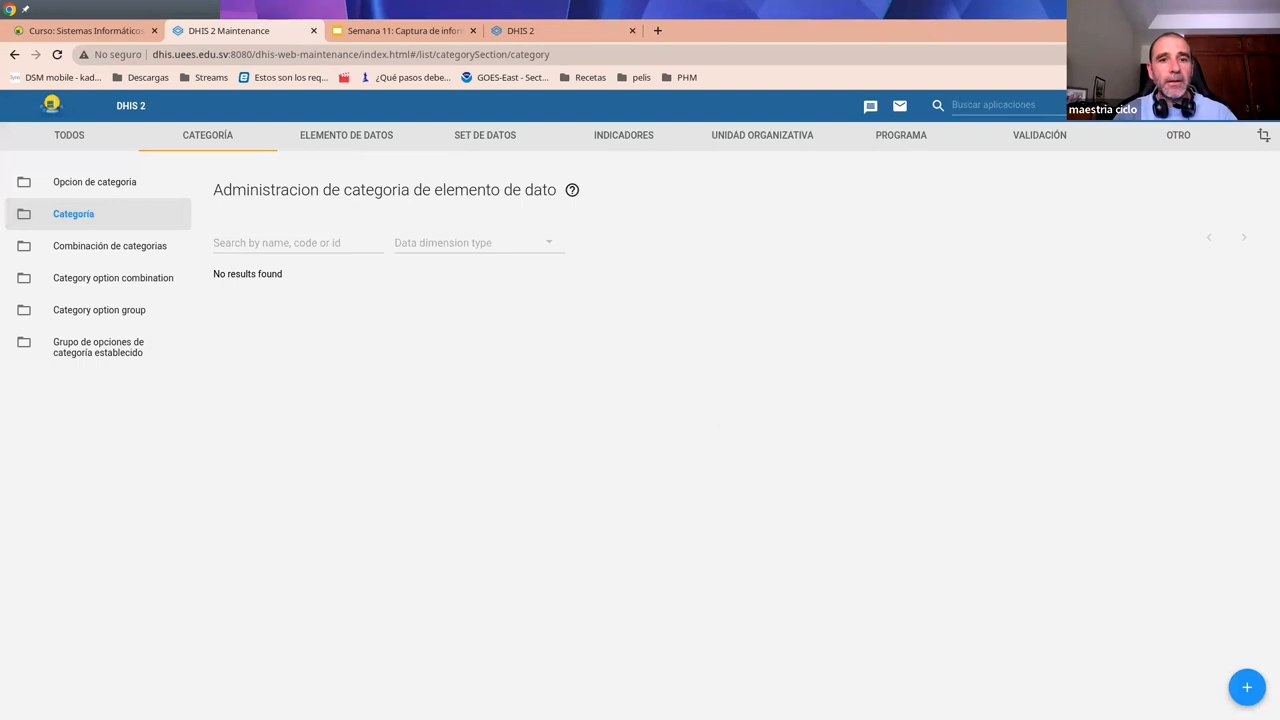 Curso: Sistemas Informáticos
DHIS 2 Maintenance
Semana 11: Captura de infor
DHIS 2
No seguro
dhis.uees.edu.sv:8080/dhis-web-maintenance/index.html#/list/categorySection/category
DSM mobile - kad...
Descargas
Streams
Estos son los req...
¿Qué pasos debe...
GOES-East - Sect...
Recetas
pelis
PHM
maestria ciclo
DHIS 2
Buscar aplicaciones
TODOS
CATEGORÍA
ELEMENTO DE DATOS
SET DE DATOS
INDICADORES
UNIDAD ORGANIZATIVA
PROGRAMA
VALIDACIÓN
OTRO
Opcion de categoria
Categoría
Combinación de categorias
Category option combination
Category option group
Grupo de opciones de
categoría establecido
Administracion de categoria de elemento de dato
Search by name, code or id
Data dimension type
No results found